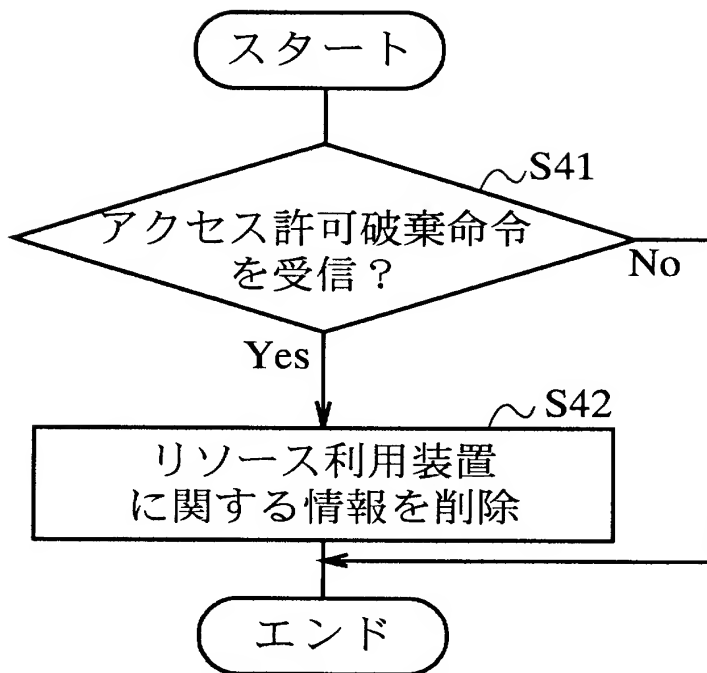 スタート
S41
アクセス許可破棄命令
を受信？
No
Yes
S42
リソース利用装置
に関する情報を削除
エンド